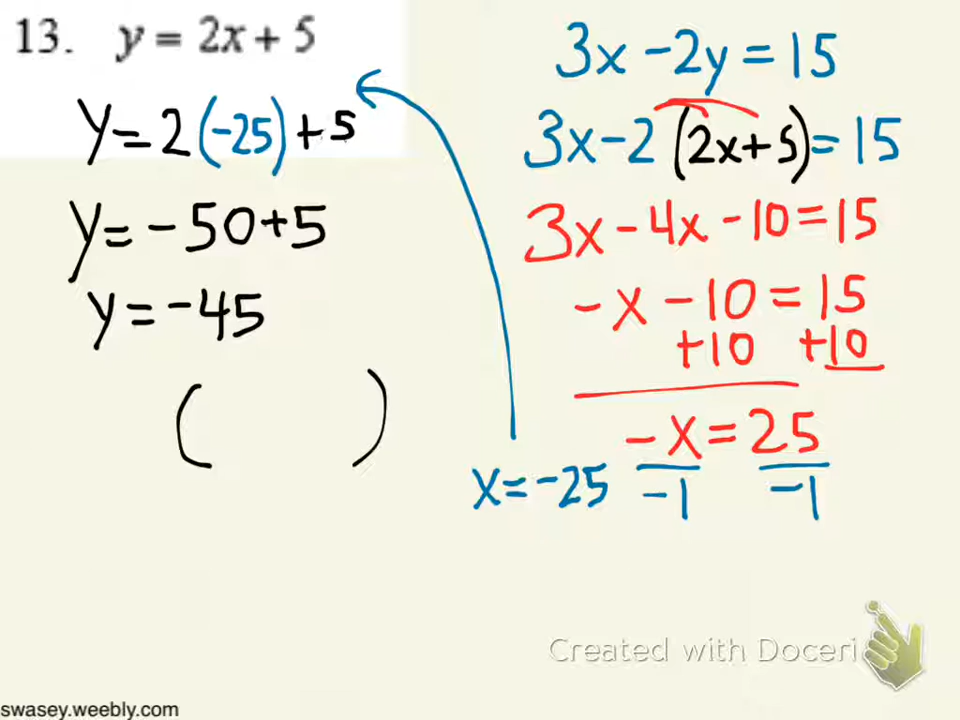 13. y = 2x + 5
y = 2(-25) + 5
y = -50 + 5
y = -45
( )
3x - 2y = 15
3x - 2(2x + 5) = 15
3x - 4x - 10 = 15
-x - 10 = 15
+10 +10
-x = 25
-1 -1
x = -25
Created with Doceri
swasey.weebly.com